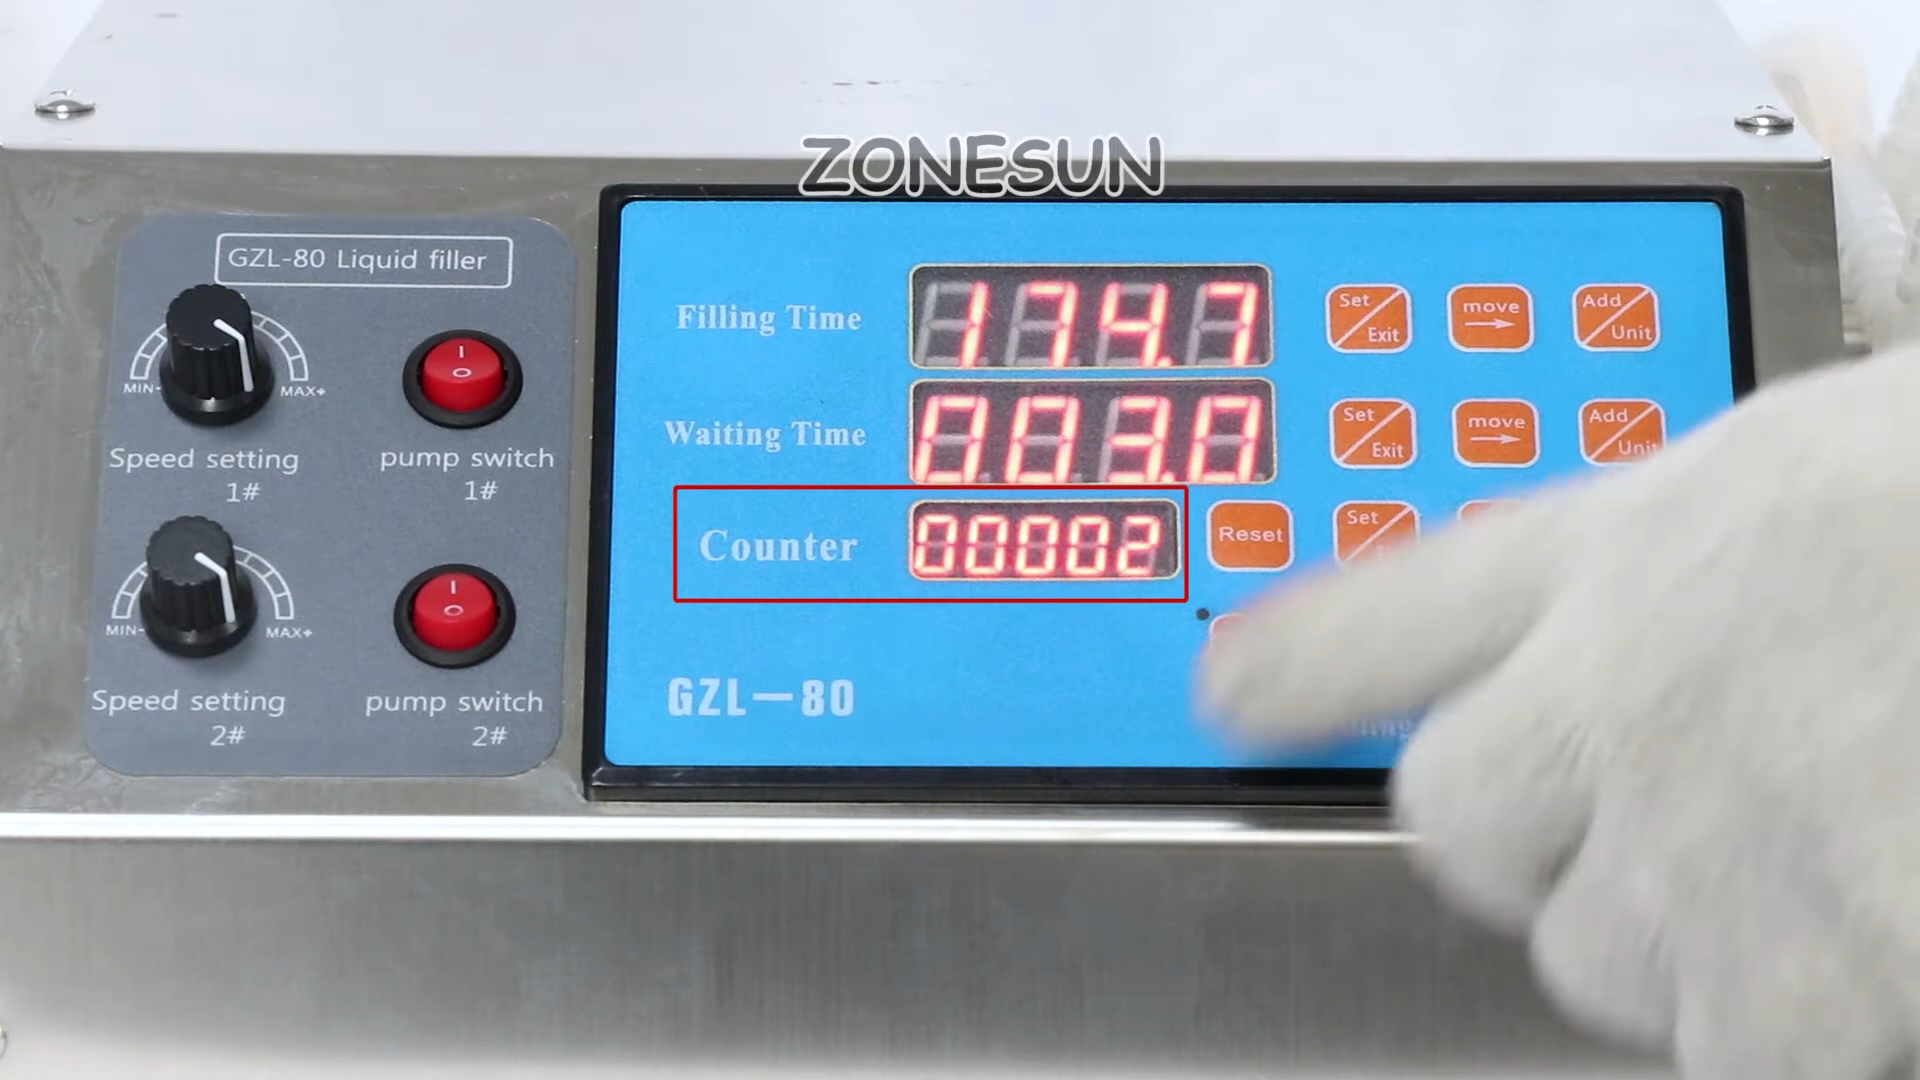 ZONESUN
GZL-80 Liquid filler
MIN- MAX+
Speed setting
1#
I
O
pump switch
1#
MIN- MAX+
Speed setting
2#
I
O
pump switch
2#
Filling Time 174.7 Set Exit move Add Unit
Waiting Time 003.0 Set Exit move Add Unit
Counter 00002 Reset Set
GZL—80